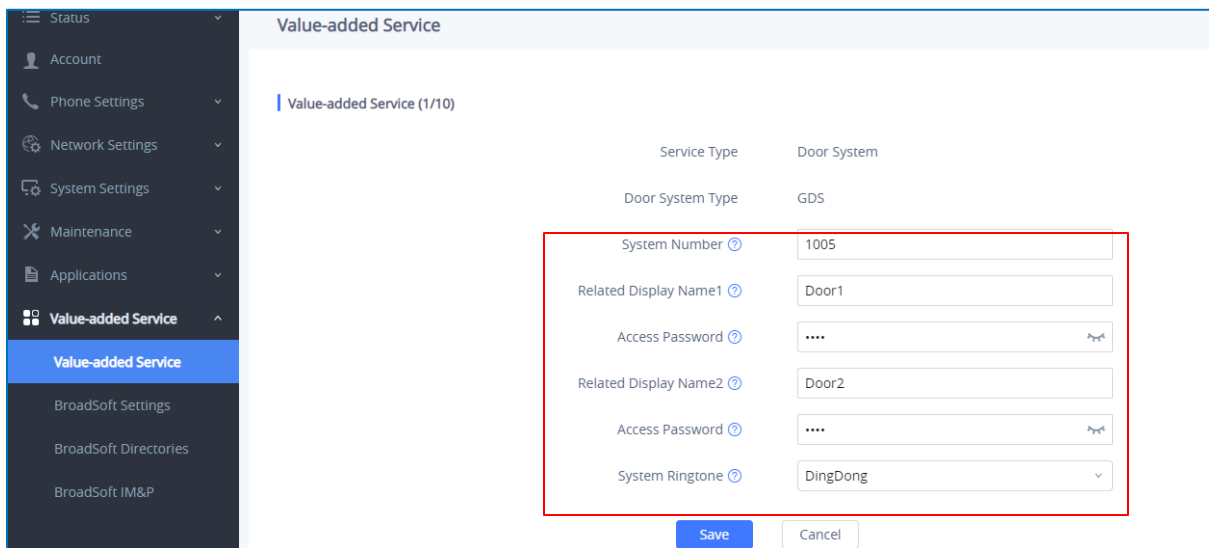 Status
Account
Phone Settings
Network Settings
System Settings
Maintenance
Applications
Value-added Service
Value-added Service
BroadSoft Settings
BroadSoft Directories
BroadSoft IM&P
Value-added Service
Value-added Service (1/10)
Service Type Door System
Door System Type GDS
System Number ? 1005
Related Display Name1 ? Door1
Access Password ? ••••
Related Display Name2 ? Door2
Access Password ? ••••
System Ringtone ? DingDong
Save Cancel